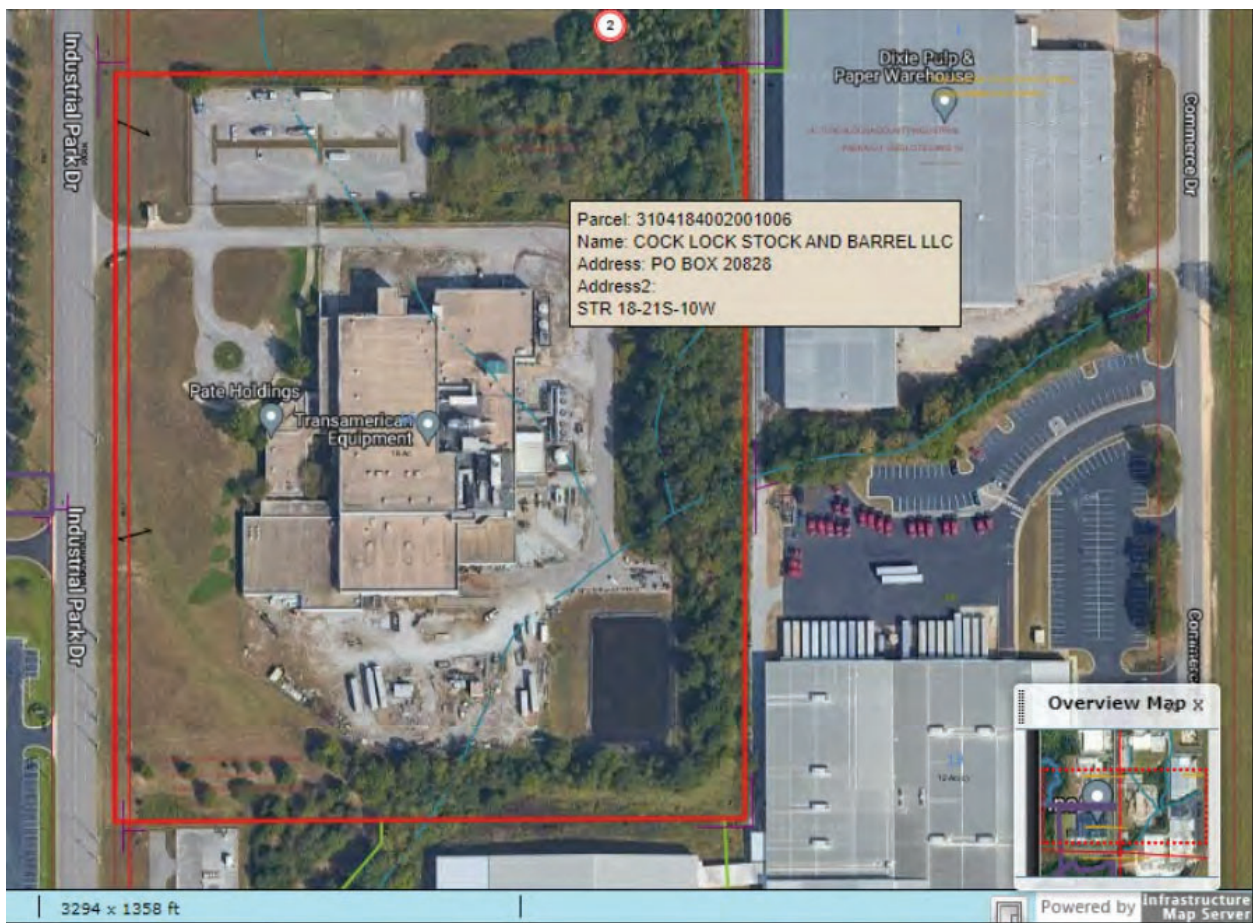 2
Dixie Pulp &
Paper Warehouse
Industrial Park Dr
Commerce Dr
Parcel: 3104184002001006
Name: COCK LOCK STOCK AND BARREL LLC
Address: PO BOX 20828
Address2:
STR 18-21S-10W
Pate Holdings
Transamerican
Equipment
Industrial Park Dr
Commerce
Overview Map x
3294 x 1358 ft
Powered by
Infrastructure
Map Server